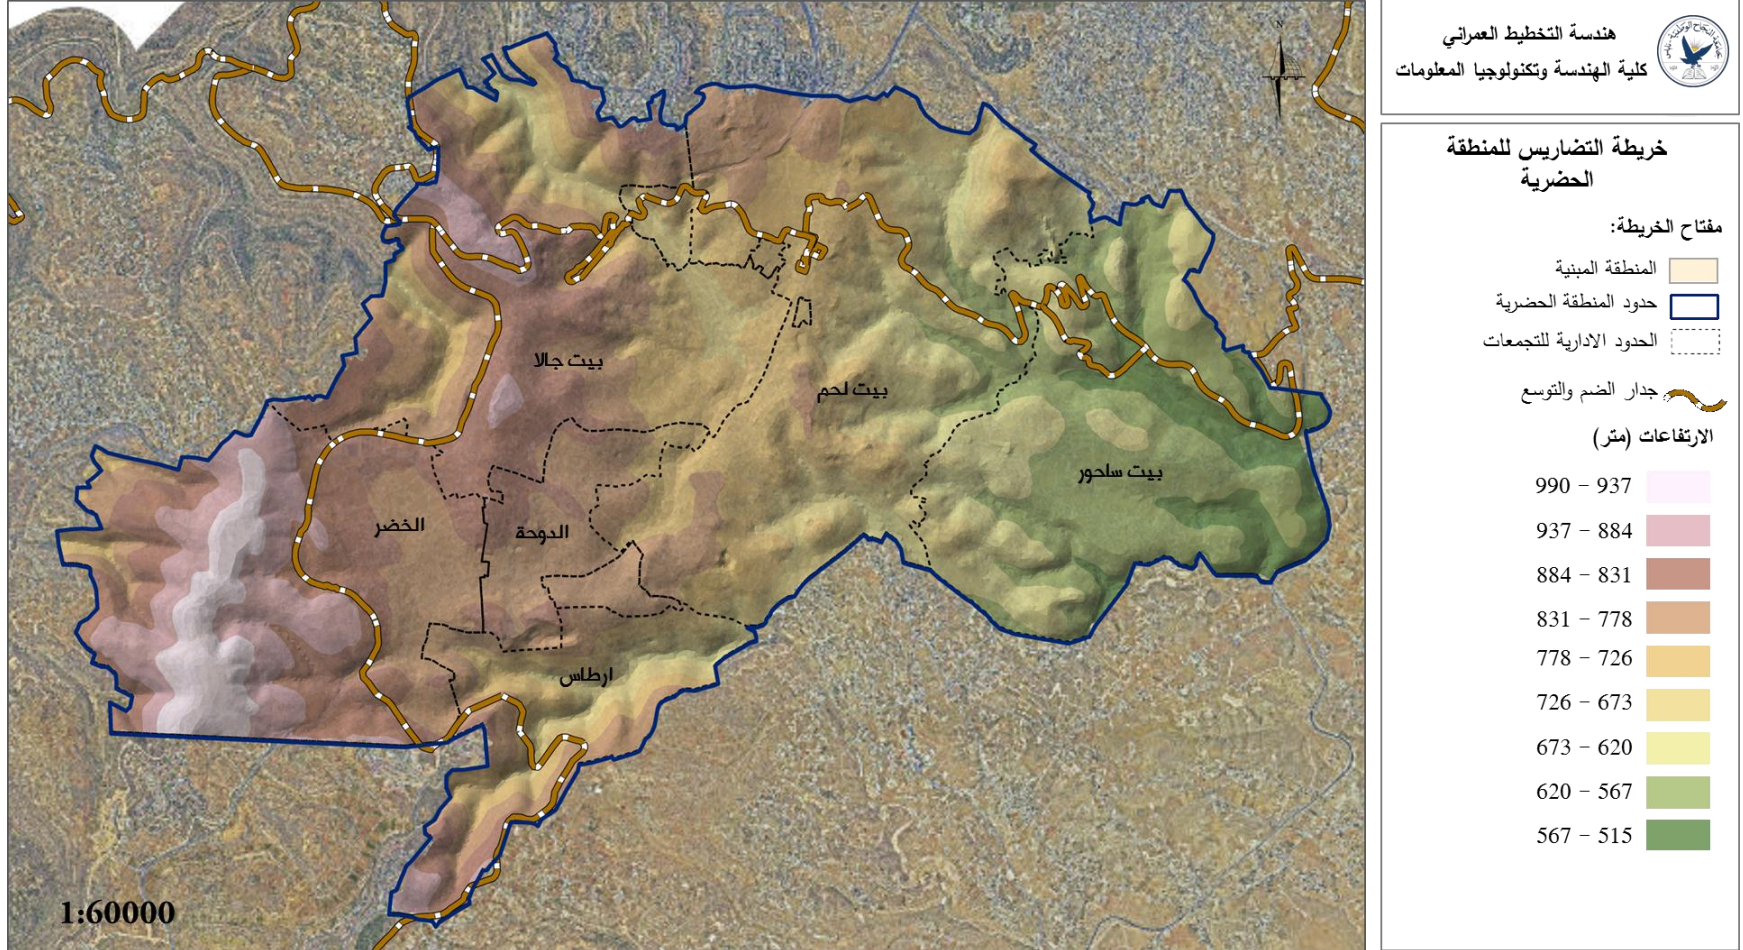 هندسة التخطيط العمراني
كلية الهندسة وتكنولوجيا المعلومات
خريطة التضاريس للمنطقة
الحضرية
مفتاح الخريطة:
المنطقة المبنية
حدود المنطقة الحضرية
الحدود الادارية للتجمعات
جدار الضم والتوسع
الارتفاعات (متر)
990 - 937
937 - 884
884 - 831
831 - 778
778 - 726
726 - 673
673 - 620
620 - 567
567 - 515
N
بيت جالا
بيت لحم
بيت ساحور
الخضر
الدوحة
ارطاس
1:60000